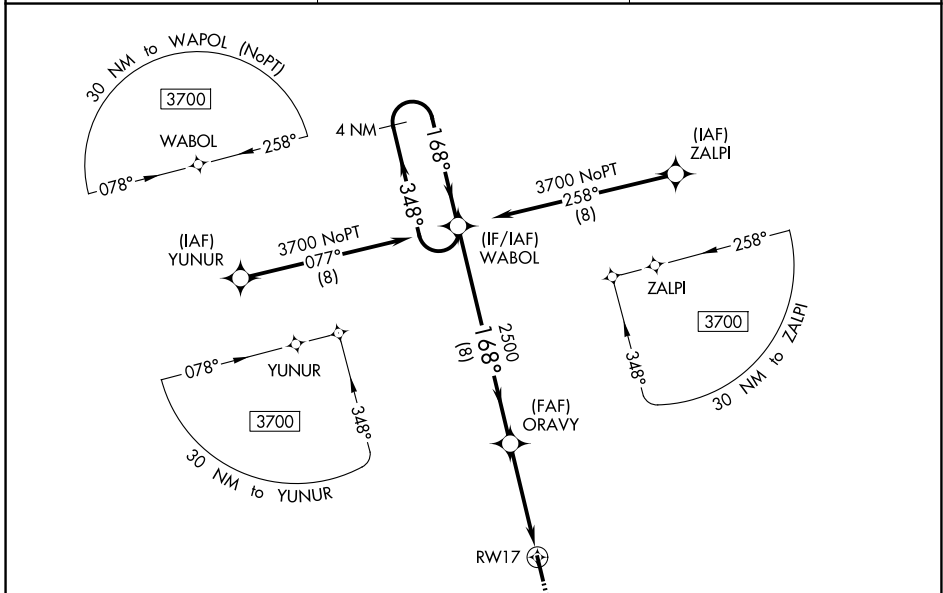 30 NM to WAPOL (NoPT)
3700
WABOL
078°
258°
4 NM
168°
348°
(IAF)
ZALPI
3700 NoPT
258°
(8)
(IAF)
YUNUR
3700 NoPT
077°
(8)
(IF/IAF)
WABOL
258°
ZALPI
3700
348°
30 NM to ZALPI
2500
168°
(8)
078°
YUNUR
3700
348°
30 NM to YUNUR
(FAF)
ORAVY
RW17